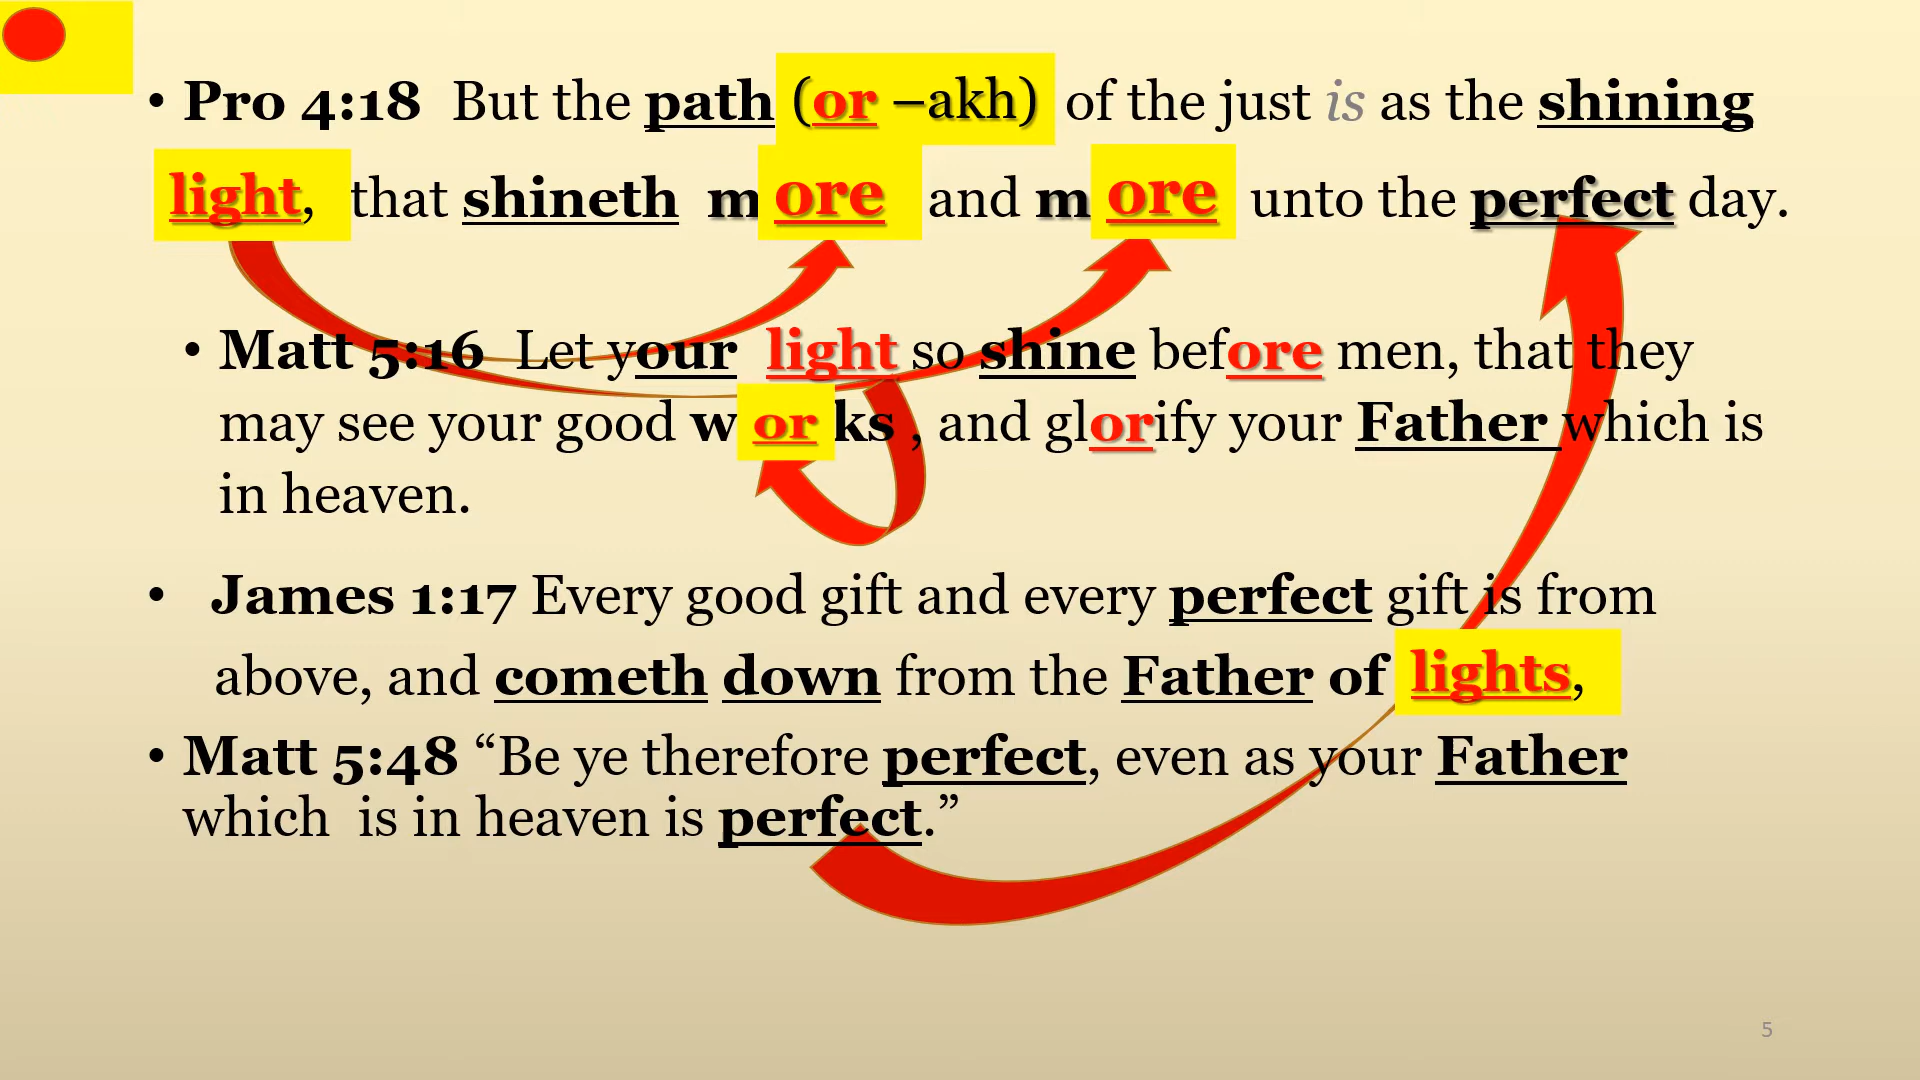 • Pro 4:18 But the path (or –akh) of the just is as the shining
light, that shineth more and more unto the perfect day.
• Matt 5:16 Let your light so shine before men, that they
may see your good works , and glorify your Father which is
in heaven.
• James 1:17 Every good gift and every perfect gift is from
above, and cometh down from the Father of lights,
• Matt 5:48 “Be ye therefore perfect, even as your Father
which is in heaven is perfect.”
5